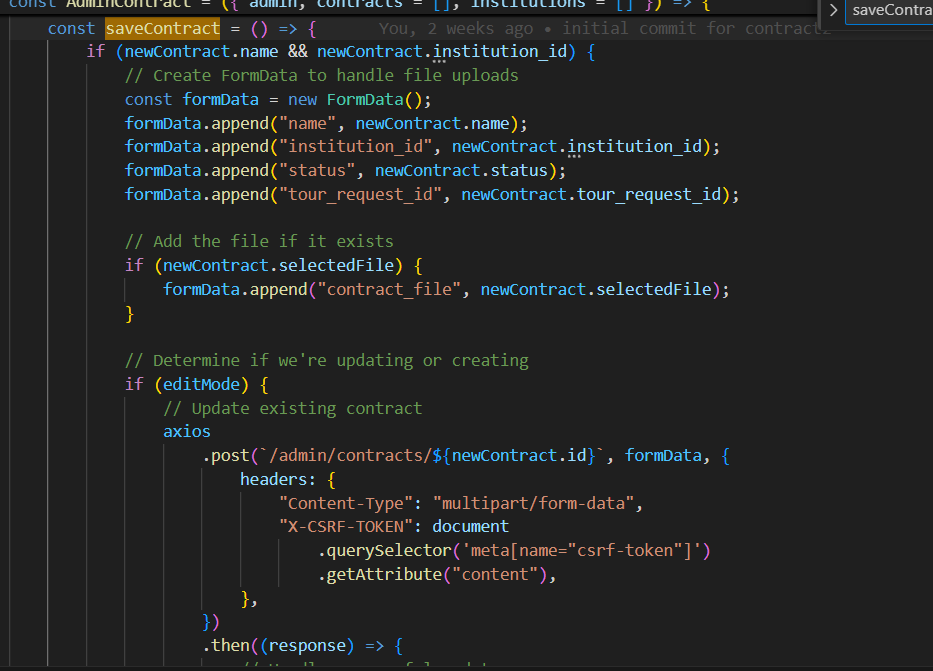 const AdminContract = ({ admin, contracts = [], institutions = [] }) => {
saveContra
const saveContract = () => { You, 2 weeks ago • initial commit for contract
if (newContract.name && newContract.institution_id) {
// Create FormData to handle file uploads
const formData = new FormData();
formData.append("name", newContract.name);
formData.append("institution_id", newContract.institution_id);
formData.append("status", newContract.status);
formData.append("tour_request_id", newContract.tour_request_id);
// Add the file if it exists
if (newContract.selectedFile) {
formData.append("contract_file", newContract.selectedFile);
}
// Determine if we're updating or creating
if (editMode) {
// Update existing contract
axios
.post(`/admin/contracts/${newContract.id}`, formData, {
headers: {
"Content-Type": "multipart/form-data",
"X-CSRF-TOKEN": document
.querySelector('meta[name="csrf-token"]')
.getAttribute("content"),
},
})
.then((response) => {